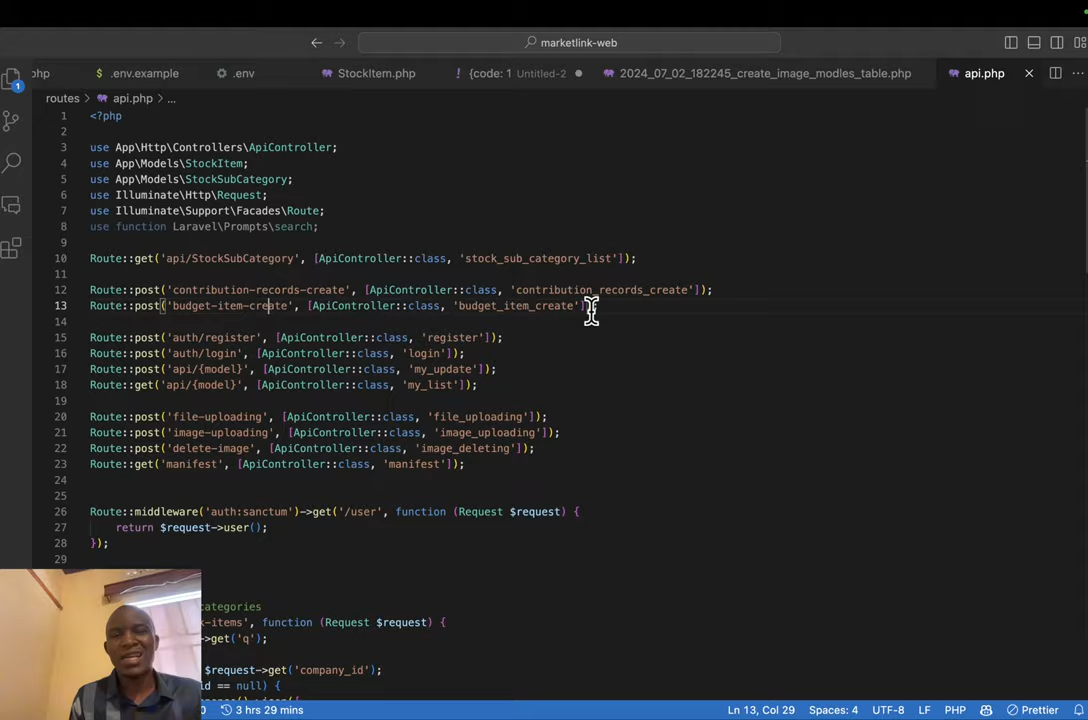 marketlink-web
php
.env.example
.env
StockItem.php
{code: 1 Untitled-2
2024_07_02_182245_create_image_modles_table.php
api.php
routes > api.php > ...
1
1 <?php
2
3 use App\Http\Controllers\ApiController;
4 use App\Models\StockItem;
5 use App\Models\StockSubCategory;
6 use Illuminate\Http\Request;
7 use Illuminate\Support\Facades\Route;
8 use function Laravel\Prompts\search;
9
10 Route::get('api/StockSubCategory', [ApiController::class, 'stock_sub_category_list']);
11
12 Route::post('contribution-records-create', [ApiController::class, 'contribution_records_create']);
13 Route::post('budget-item-create', [ApiController::class, 'budget_item_create']
14
15 Route::post('auth/register', [ApiController::class, 'register']);
16 Route::post('auth/login', [ApiController::class, 'login']);
17 Route::post('api/{model}', [ApiController::class, 'my_update']);
18 Route::get('api/{model}', [ApiController::class, 'my_list']);
19
20 Route::post('file-uploading', [ApiController::class, 'file_uploading']);
21 Route::post('image-uploading', [ApiController::class, 'image_uploading']);
22 Route::post('delete-image', [ApiController::class, 'image_deleting']);
23 Route::get('manifest', [ApiController::class, 'manifest']);
24
25
26 Route::middleware('auth:sanctum')->get('/user', function (Request $request) {
27 return $request->user();
28 });
29
categories
k-items', function (Request $request) {
->get('q');
$request->get('company_id');
id == null) {
0 3 hrs 29 mins Ln 13, Col 29 Spaces: 4 UTF-8 LF PHP Prettier